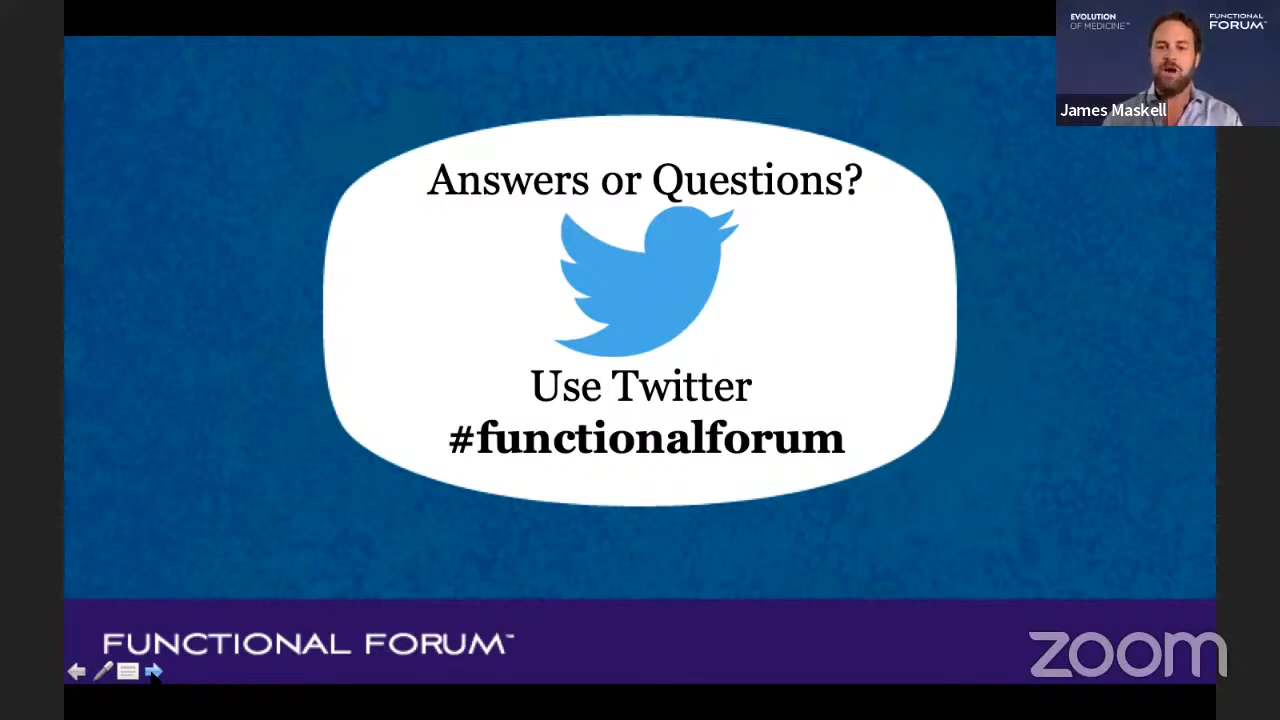 EVOLUTION
OF MEDICINE™
FUNCTIONAL
FORUM™
James Maskell
Answers or Questions?
Use Twitter
#functionalforum
FUNCTIONAL FORUM™
zoom